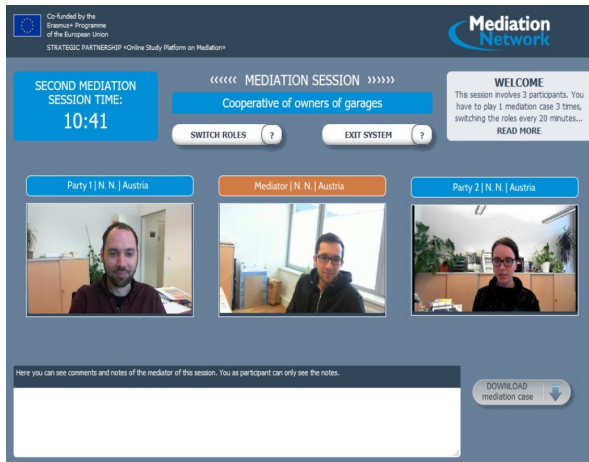 Co-funded by the
Erasmus+ Programme
of the European Union
STRATEGIC PARTNERSHIP «Online Study Platform on Mediation»
Mediation
Network
SECOND MEDIATION
SESSION TIME:
10:41
‹‹‹‹‹‹ MEDIATION SESSION ››››››
Cooperative of owners of garages
SWITCH ROLES ?
EXIT SYSTEM ?
WELCOME
This session involves 3 participants. You
have to play 1 mediation case 3 times,
switching the roles every 20 minutes...
READ MORE
Party 1 | N. N. | Austria
Mediator | N. N. | Austria
Party 2 | N. N. | Austria
Here you can see comments and notes of the mediator of this session. You as participant can only see the notes.
DOWNLOAD
mediation case